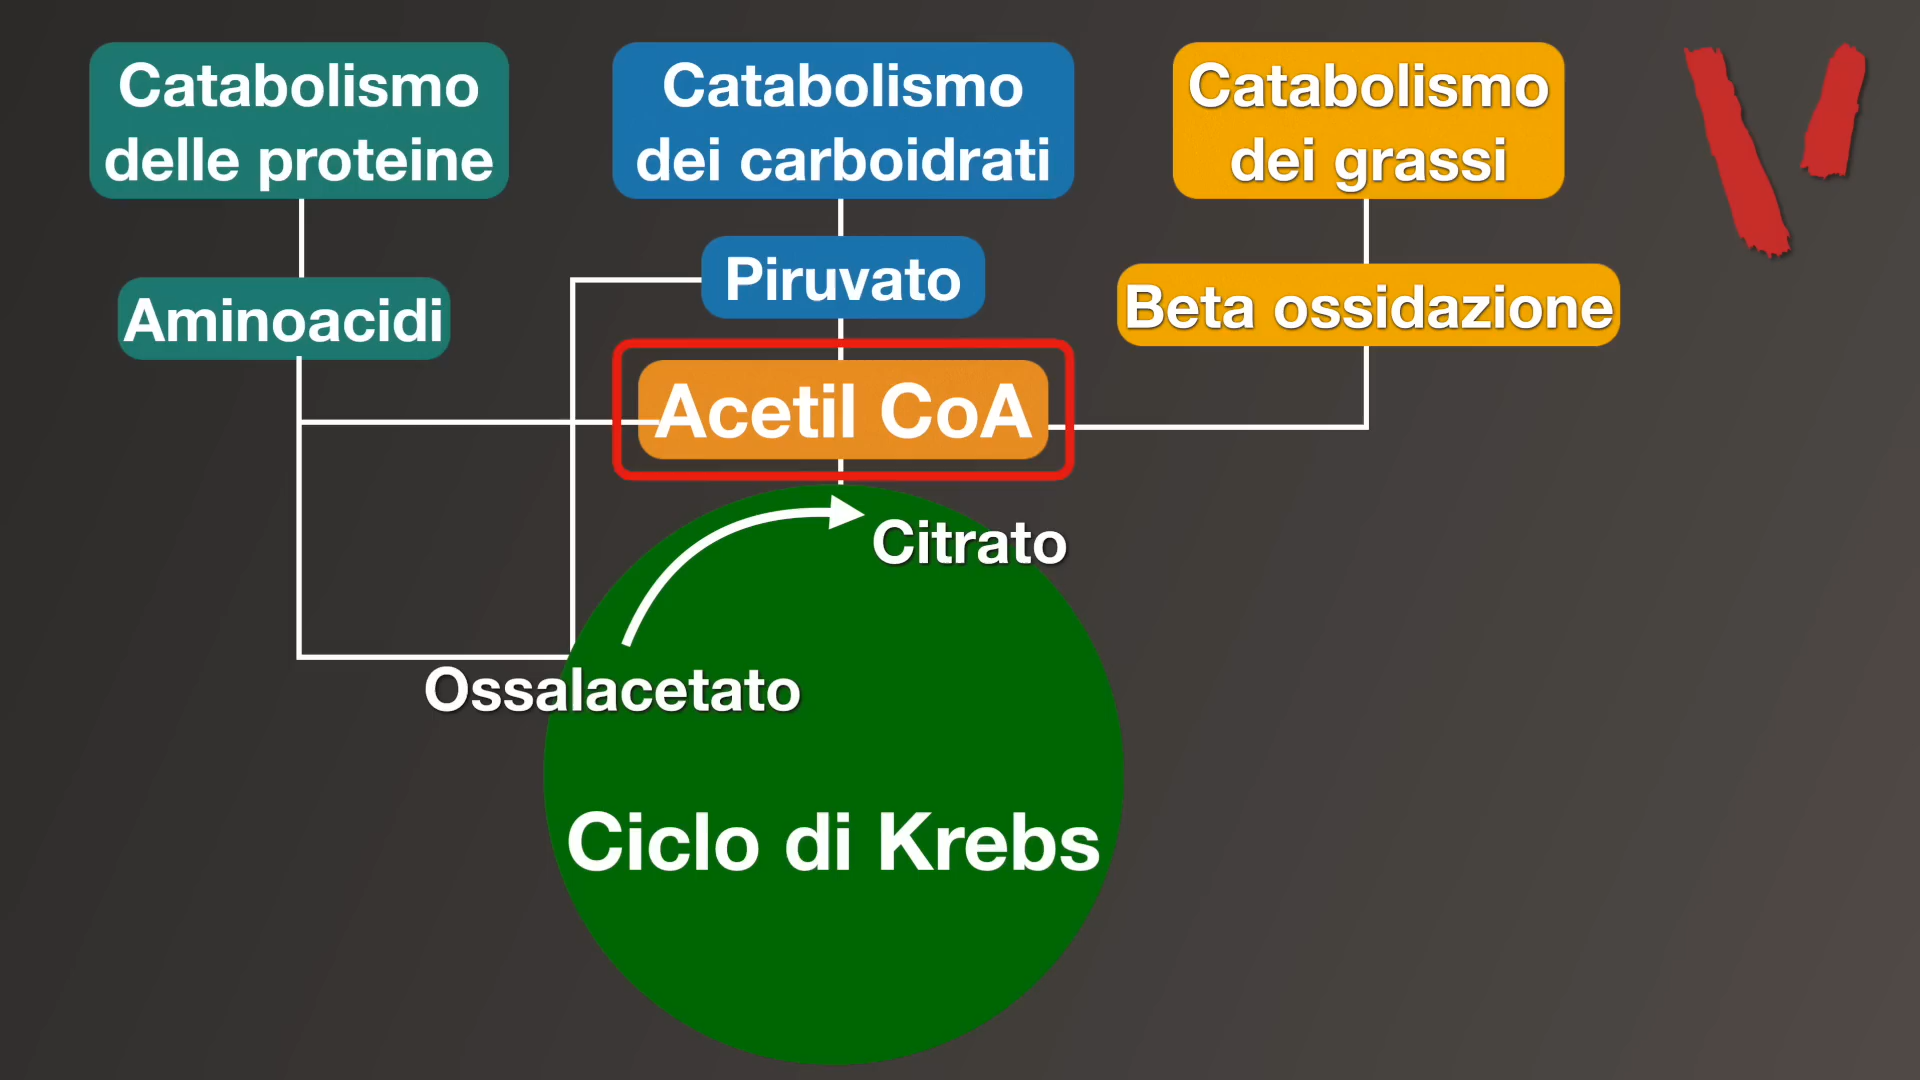 Catabolismo
delle proteine
Catabolismo
dei carboidrati
Catabolismo
dei grassi
Aminoacidi
Piruvato
Beta ossidazione
Acetil CoA
Citrato
Ossalacetato
Ciclo di Krebs